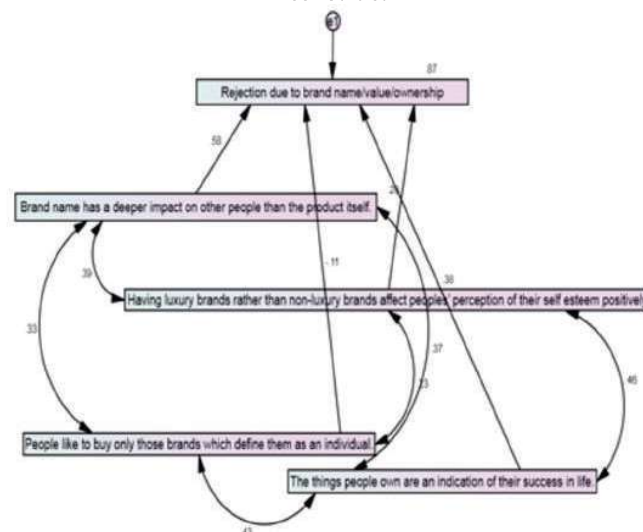 e1
87
Rejection due to brand name/value/ownership
58
Brand name has a deeper impact on other people than the product itself.
-.11
.38
39
Having luxury brands rather than non-luxury brands affect peoples' perception of their self esteem positively
33
.37
46
People like to buy only those brands which define them as an individual.
The things people own are an indication of their success in life.